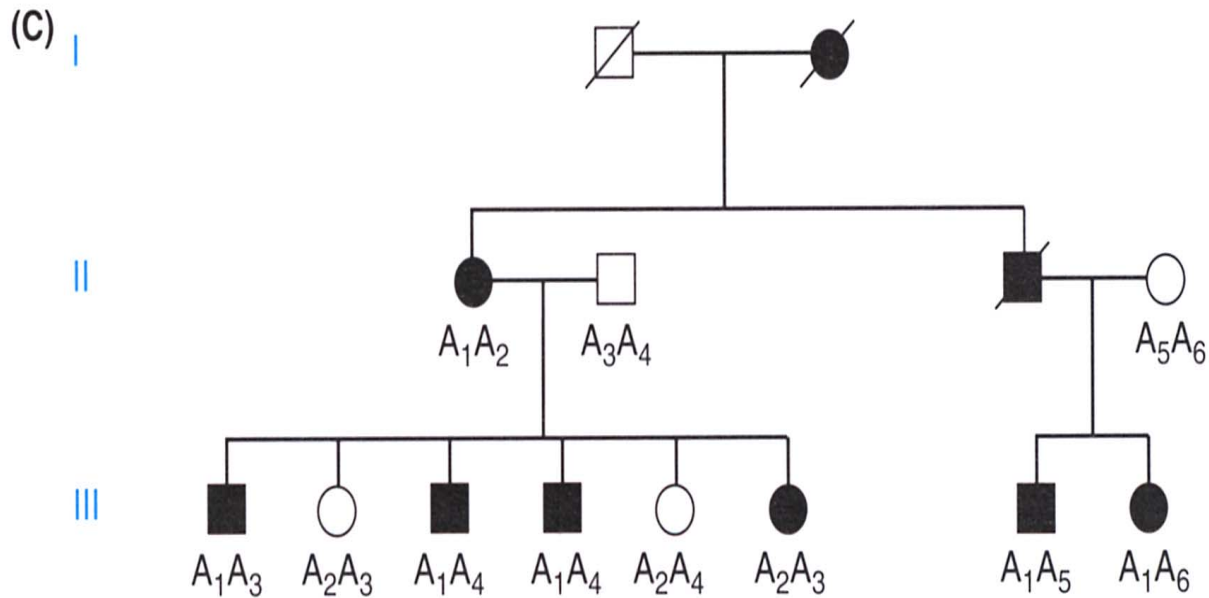 (C)
I
II
A₁A₂ A₃A₄ A₅A₆
III
A₁A₃ A₂A₃ A₁A₄ A₁A₄ A₂A₄ A₂A₃ A₁A₅ A₁A₆